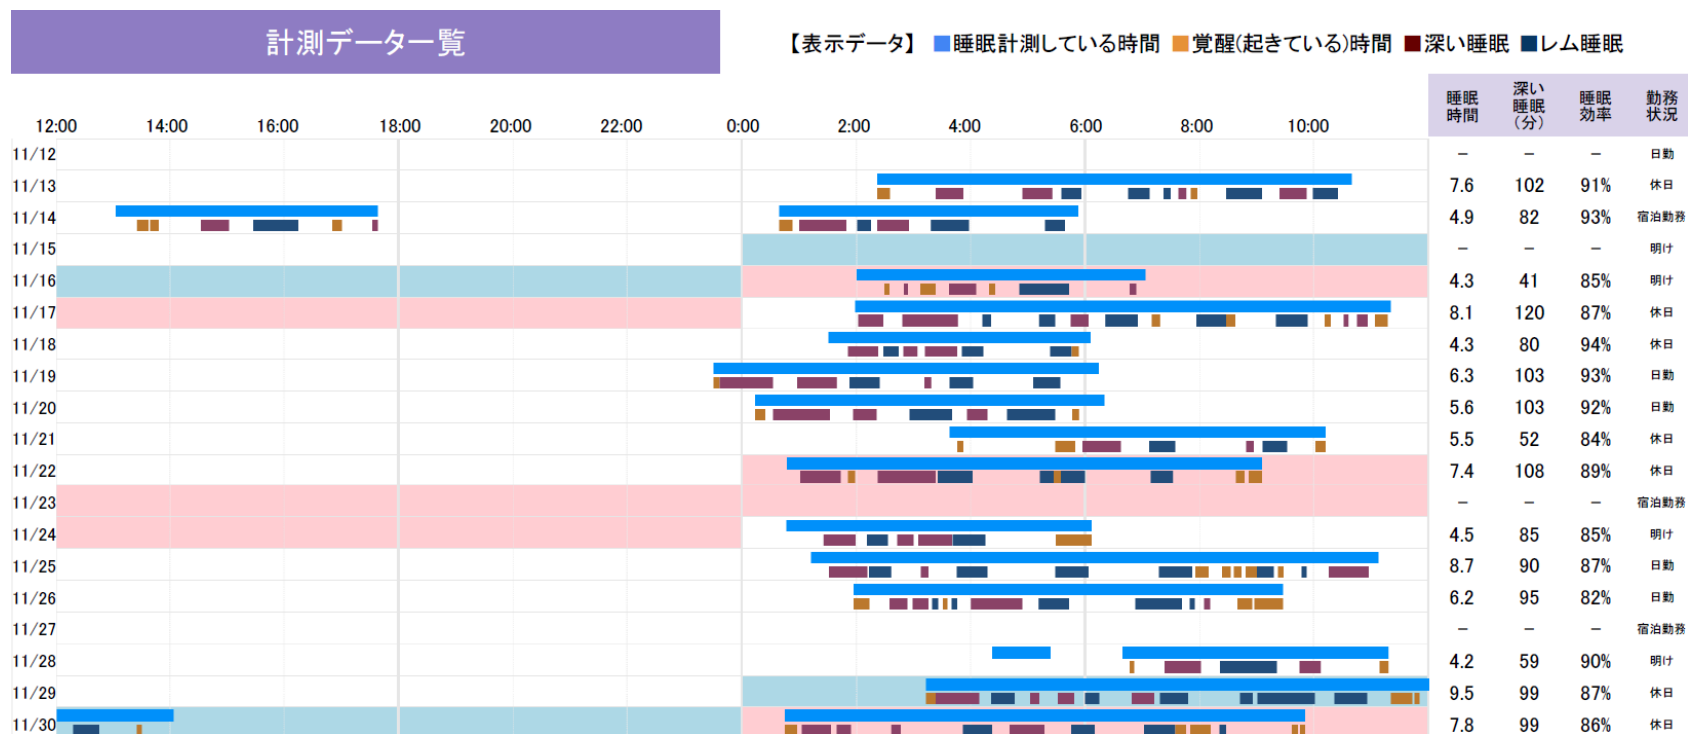 計測データ一覧
【表示データ】 ■睡眠計測している時間 ■覚醒(起きている)時間 ■深い睡眠 ■レム睡眠
12:00 14:00 16:00 18:00 20:00 22:00 0:00 2:00 4:00 6:00 8:00 10:00 睡眠時間 深い睡眠(分) 睡眠効率 勤務状況
11/12 － － － 日勤
11/13 7.6 102 91% 休日
11/14 4.9 82 93% 宿泊勤務
11/15 － － － 明け
11/16 4.3 41 85% 明け
11/17 8.1 120 87% 休日
11/18 4.3 80 94% 休日
11/19 6.3 103 93% 日勤
11/20 5.6 103 92% 日勤
11/21 5.5 52 84% 休日
11/22 7.4 108 89% 休日
11/23 － － － 宿泊勤務
11/24 4.5 85 85% 明け
11/25 8.7 90 87% 日勤
11/26 6.2 95 82% 日勤
11/27 － － － 宿泊勤務
11/28 4.2 59 90% 明け
11/29 9.5 99 87% 休日
11/30 7.8 99 86% 休日